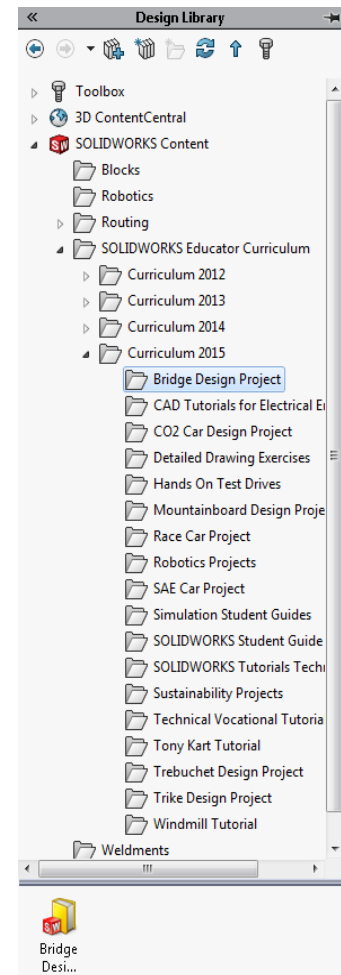 Design Library
Toolbox
3D ContentCentral
SW SOLIDWORKS Content
Blocks
Robotics
Routing
SOLIDWORKS Educator Curriculum
Curriculum 2012
Curriculum 2013
Curriculum 2014
Curriculum 2015
Bridge Design Project
CAD Tutorials for Electrical E
CO2 Car Design Project
Detailed Drawing Exercises
Hands On Test Drives
Mountainboard Design Proje
Race Car Project
Robotics Projects
SAE Car Project
Simulation Student Guides
SOLIDWORKS Student Guide
SOLIDWORKS Tutorials Tech
Sustainability Projects
Technical Vocational Tutoria
Tony Kart Tutorial
Trebuchet Design Project
Trike Design Project
Windmill Tutorial
Weldments
SW
Bridge
Desi...